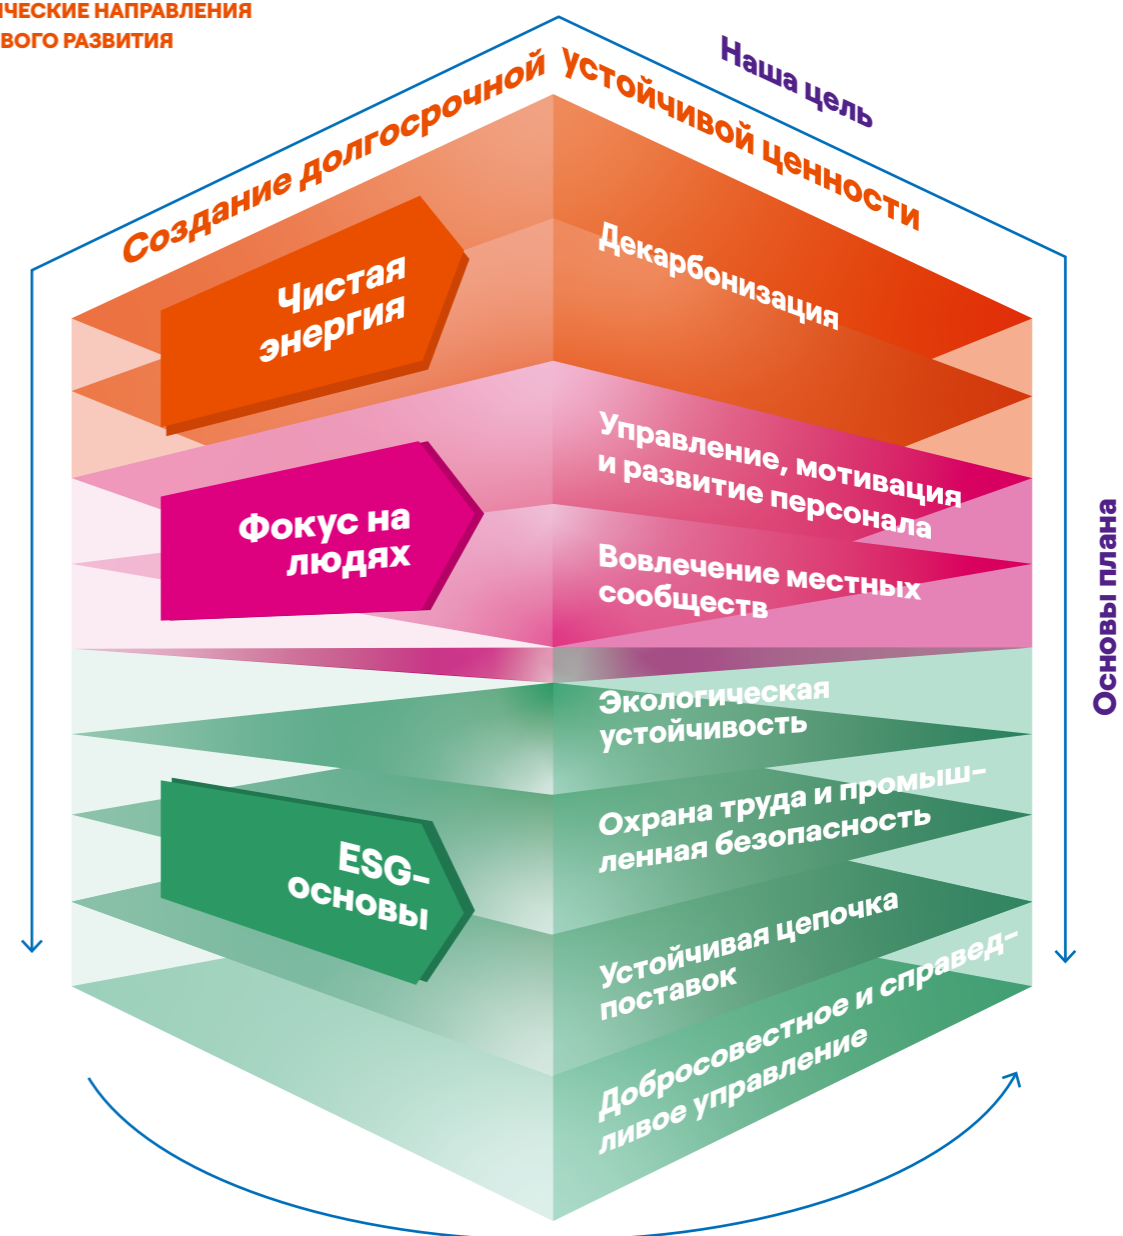 НАПРАВЛЕНИЯ
РАЗВИТИЯ
Наша цель
Создание долгосрочной устойчивой ценности
Чистая
энергия
Декарбонизация
Фокус на
людях
Управление, мотивация
и развитие персонала
Вовлечение местных
сообществ
Основы плана
ESG-
основы
Экологическая
устойчивость
Охрана труда и промыш-
ленная безопасность
Устойчивая цепочка
поставок
Добросовестное и справед-
ливое управление